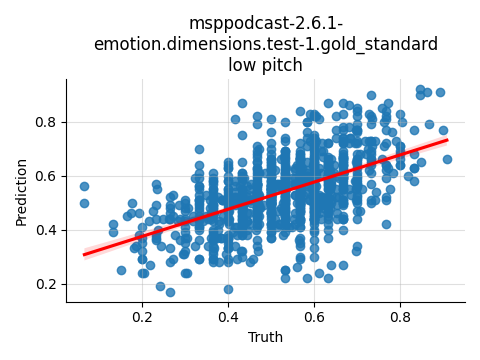 msppodcast-2.6.1-
emotion.dimensions.test-1.gold_standard
low pitch
Prediction
0.8
0.6
0.4
0.2
0.2 0.4 0.6 0.8
Truth